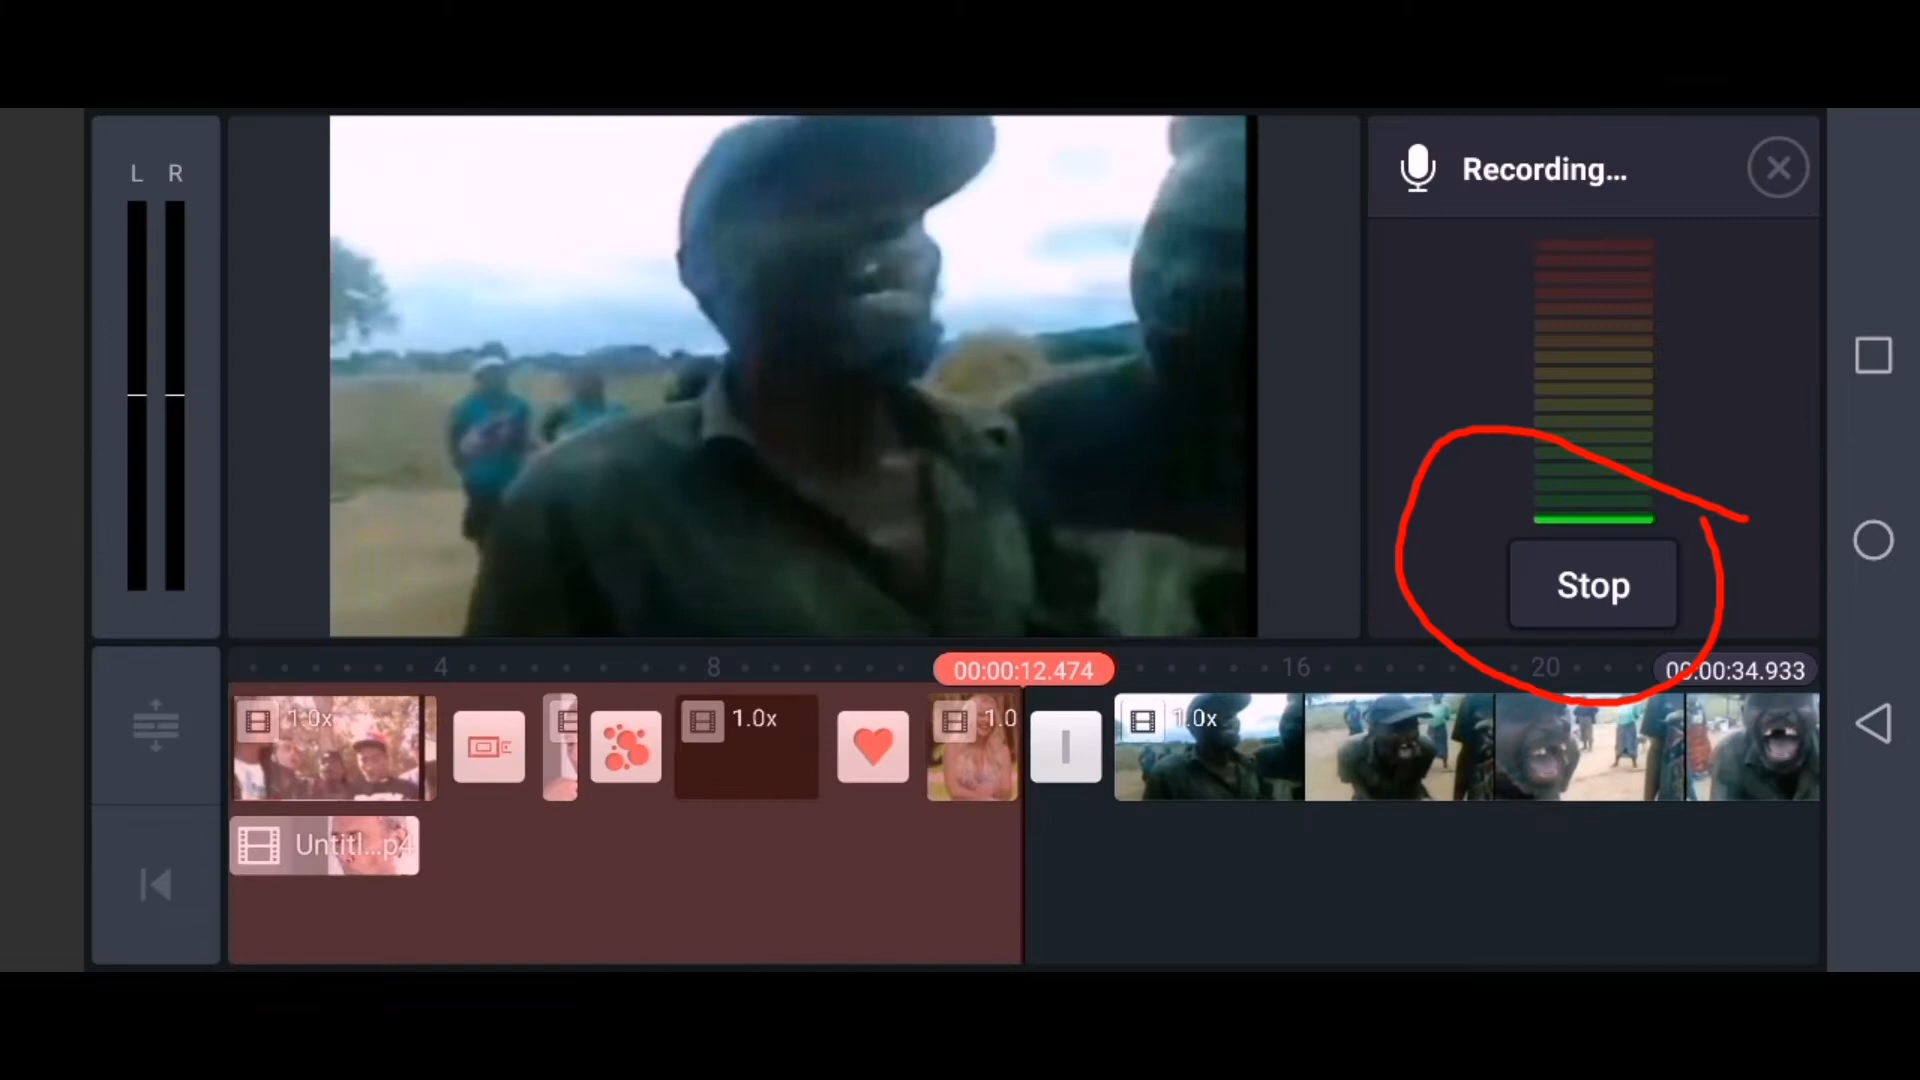 L R
Recording...
Stop
4 8 00:00:12.474 16 20 00:00:34.933
1.0x 1.0x 1.0 1.0x
Untitl...p4